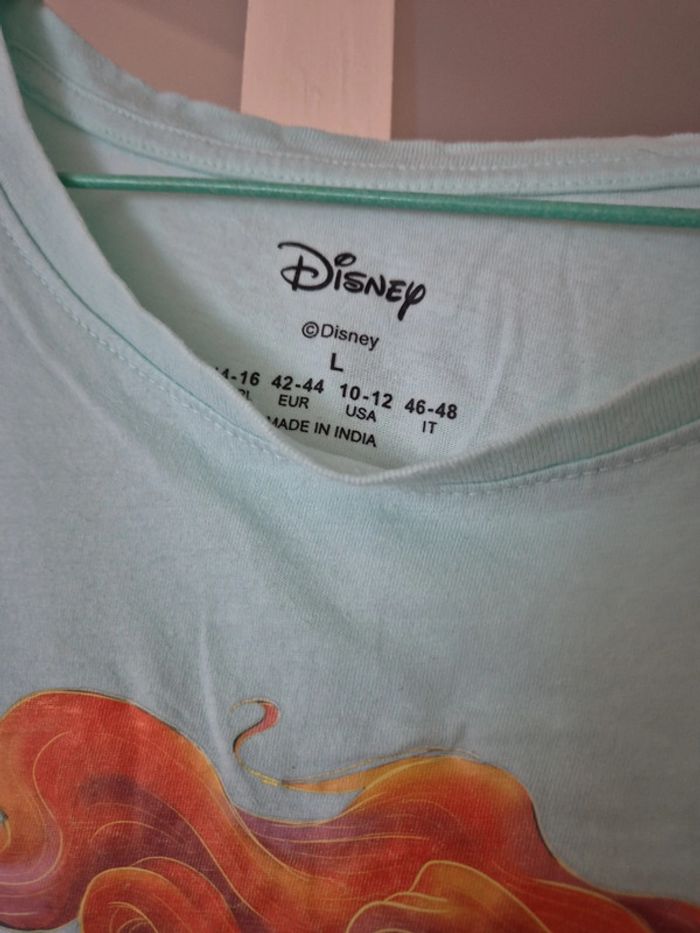 Disney
©Disney
L
42-44 10-12 46-48
EUR USA IT
MADE IN INDIA